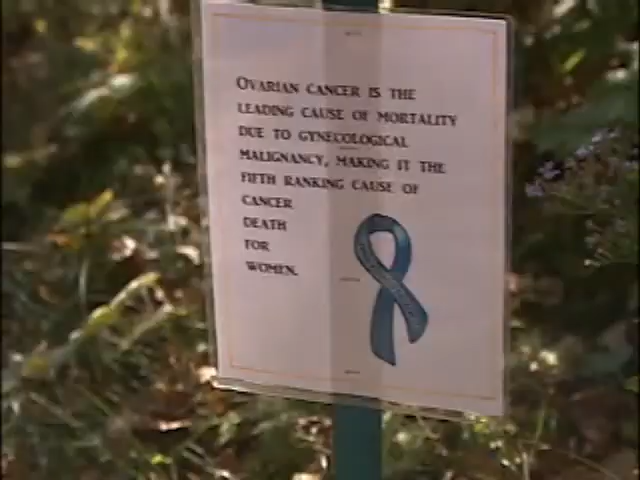 OVARIAN CANCER IS THE
LEADING CAUSE OF MORTALITY
DUE TO GYNECOLOGICAL
MALIGNANCY, MAKING IT THE
FIFTH RANKING CAUSE OF
CANCER
DEATH
FOR
WOMEN.